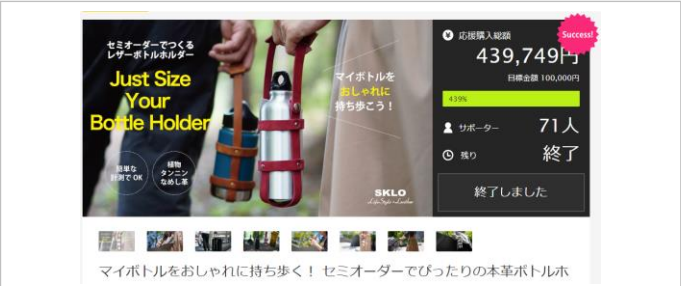 セミオーダーでつくる
レザーボトルホルダー
Just Size
Your
Bottle Holder
簡単な
計測でOK
植物
タンニン
なめし革
マイボトルを
おしゃれに
持ち歩こう！
SKLO
Life Style × Leather
Success!
応援購入総額
439,749円
目標金額 100,000円
439%
サポーター 71人
残り 終了
終了しました
マイボトルをおしゃれに持ち歩く！ セミオーダーでぴったりの本革ボトルホ